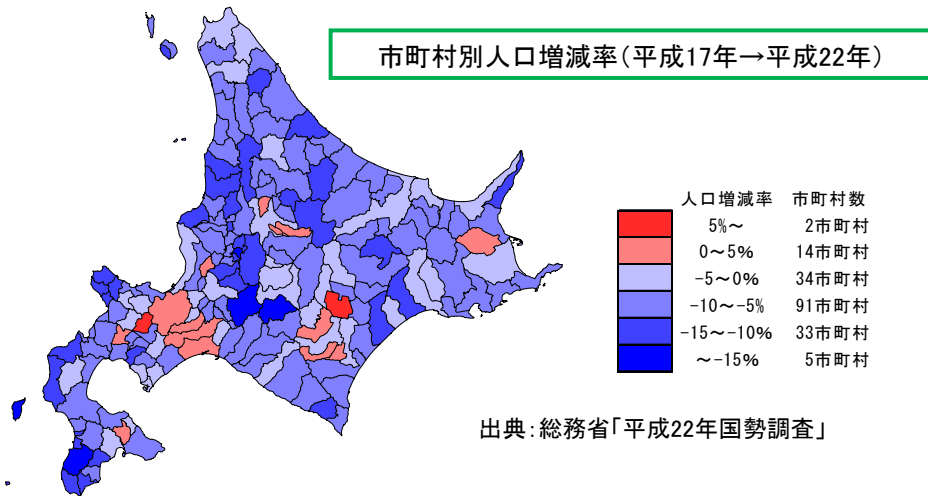 市町村別人口増減率(平成17年→平成22年)
人口増減率 市町村数
5%~ 2市町村
0~5% 14市町村
-5~0% 34市町村
-10~-5% 91市町村
-15~-10% 33市町村
~-15% 5市町村
出典:総務省「平成22年国勢調査」